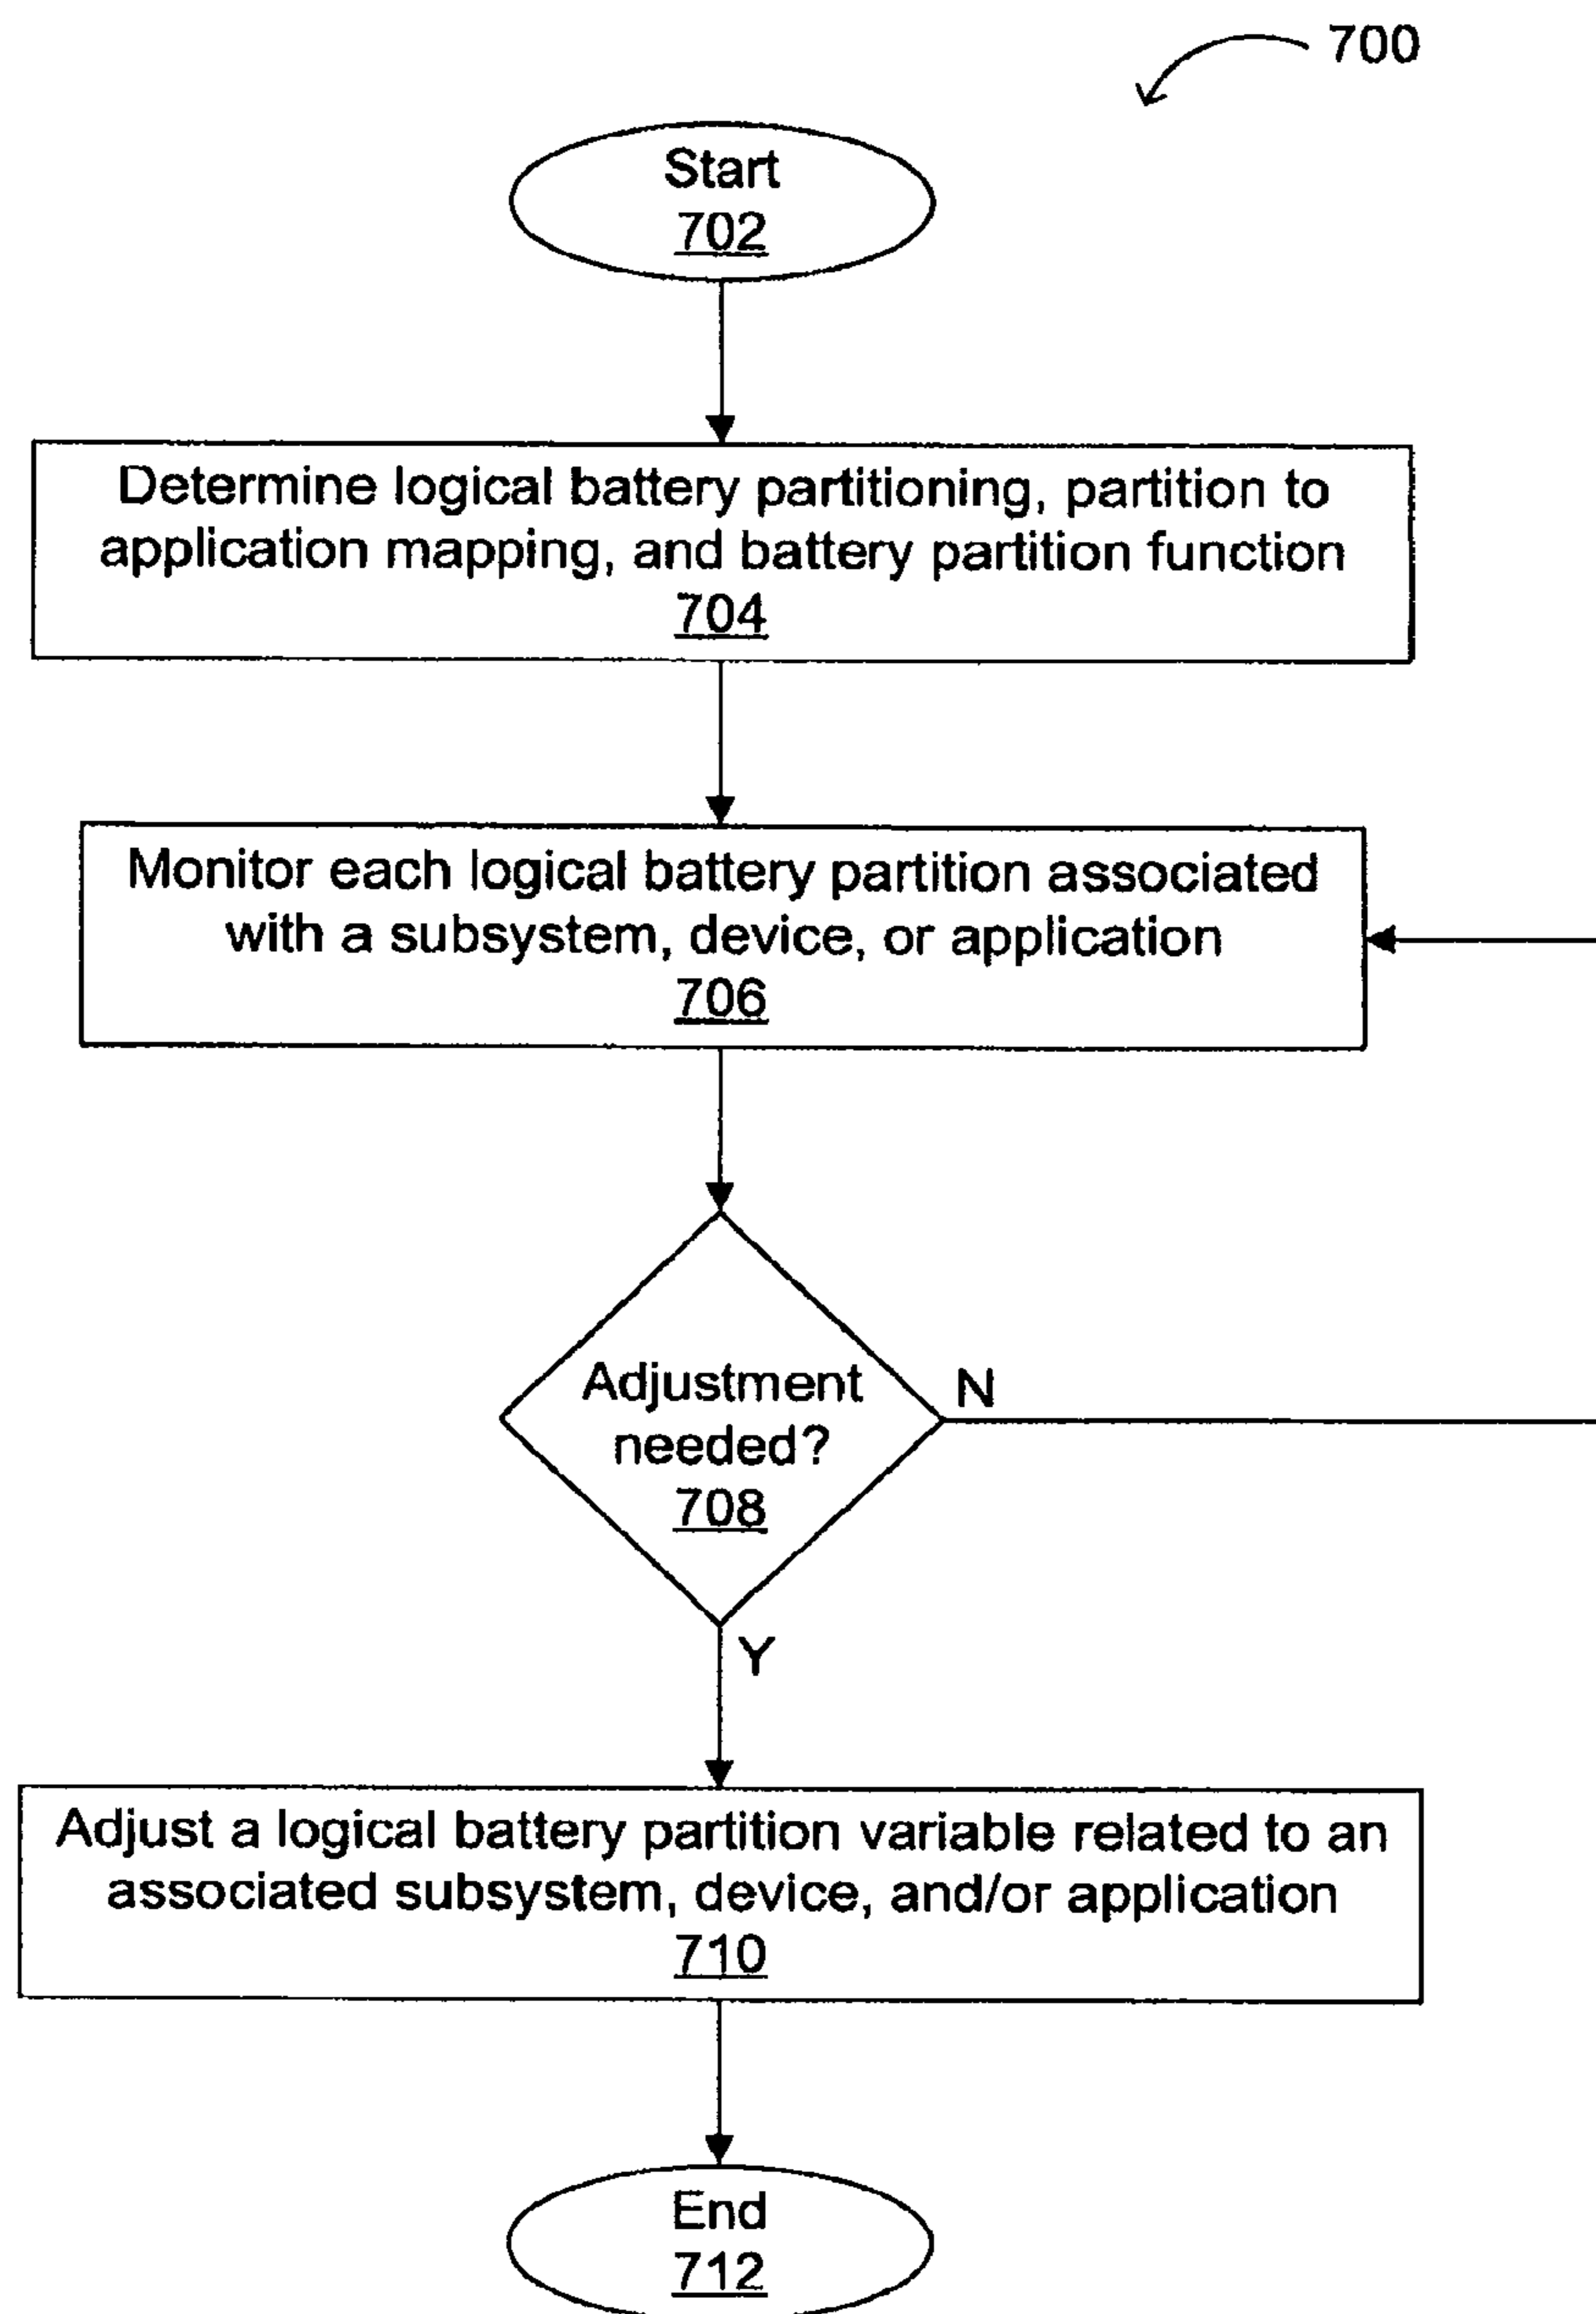 700
Start
702
Determine logical battery partitioning, partition to
application mapping, and battery partition function
704
Monitor each logical battery partition associated
with a subsystem, device, or application
706
Adjustment
needed?
708
N
Y
Adjust a logical battery partition variable related to an
associated subsystem, device, and/or application
710
End
712